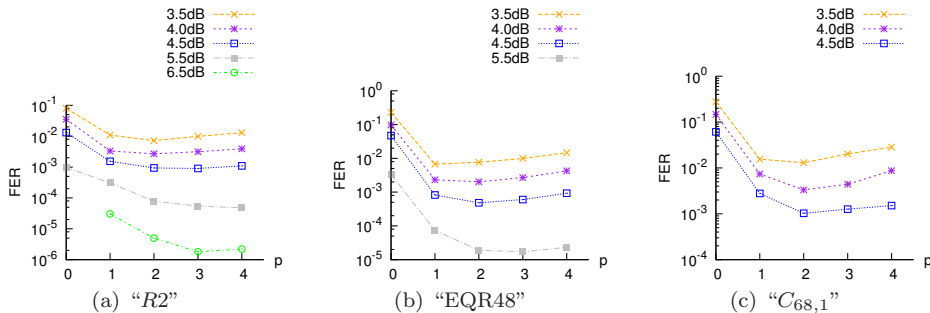 3.5dB
4.0dB
4.5dB
5.5dB
6.5dB
FER
10^-1
10^-2
10^-3
10^-4
10^-5
10^-6
0 1 2 3 4 p
(a) “R2”
3.5dB
4.0dB
4.5dB
5.5dB
FER
10^0
10^-1
10^-2
10^-3
10^-4
10^-5
0 1 2 3 4 p
(b) “EQR48”
3.5dB
4.0dB
4.5dB
FER
10^0
10^-1
10^-2
10^-3
10^-4
0 1 2 3 4 p
(c) “C_{68,1}”